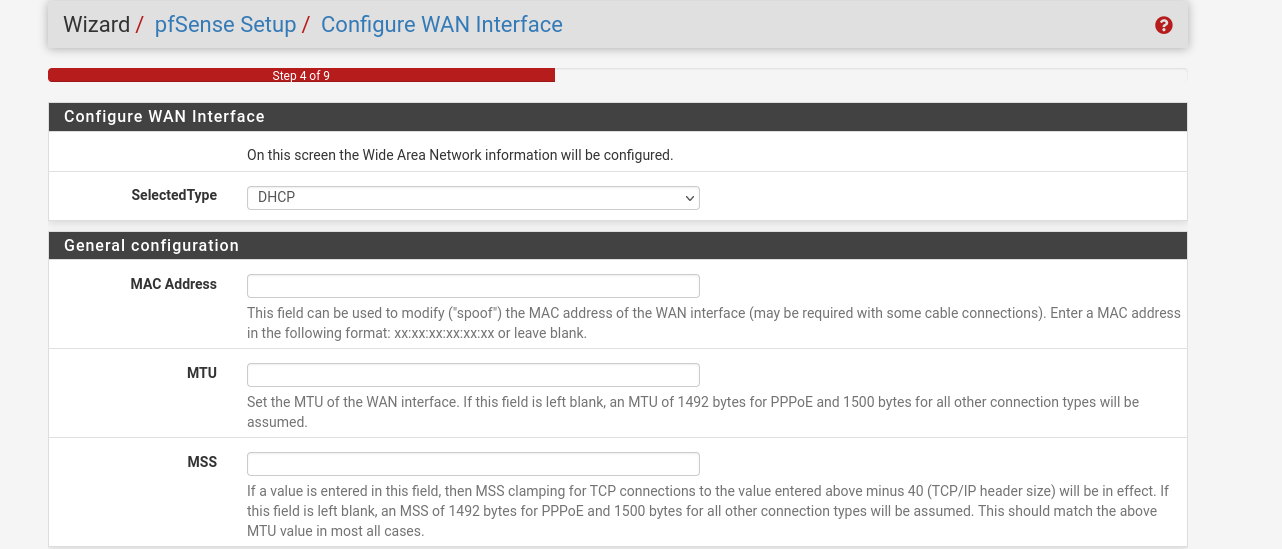 Wizard / pfSense Setup / Configure WAN Interface
Step 4 of 9
Configure WAN Interface
On this screen the Wide Area Network information will be configured.
SelectedType DHCP
General configuration
MAC Address
This field can be used to modify ("spoof") the MAC address of the WAN interface (may be required with some cable connections). Enter a MAC address
in the following format: xx:xx:xx:xx:xx:xx or leave blank.
MTU
Set the MTU of the WAN interface. If this field is left blank, an MTU of 1492 bytes for PPPoE and 1500 bytes for all other connection types will be
assumed.
MSS
If a value is entered in this field, then MSS clamping for TCP connections to the value entered above minus 40 (TCP/IP header size) will be in effect. If
this field is left blank, an MSS of 1492 bytes for PPPoE and 1500 bytes for all other connection types will be assumed. This should match the above
MTU value in most all cases.